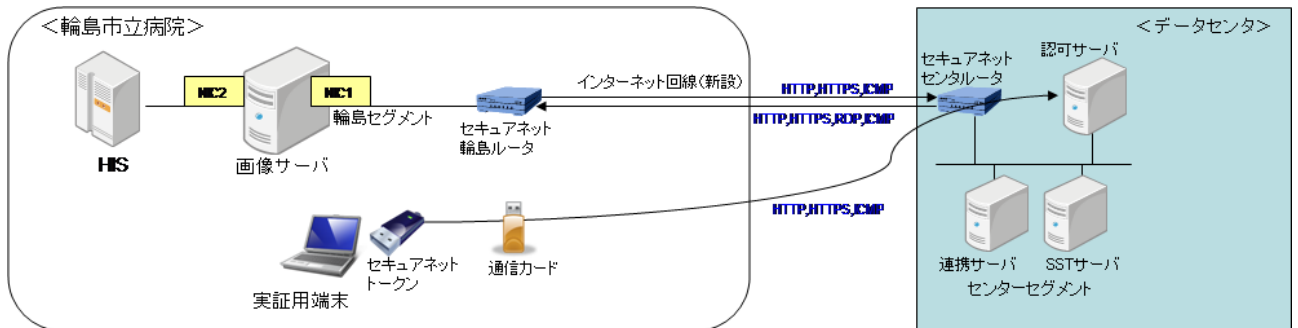 ＜輪島市立病院＞
HIS
NIC2
画像サーバ
NIC1
輪島セグメント
セキュアネット
輪島ルータ
インターネット回線(新設)
HTTP,HTTPS,ICMP
HTTP,HTTPS,RDP,ICMP
HTTP,HTTPS,ICMP
実証用端末
セキュアネット
トークン
通信カード
＜データセンタ＞
セキュアネット
センタルータ
認可サーバ
連携サーバ
SSTサーバ
センターセグメント